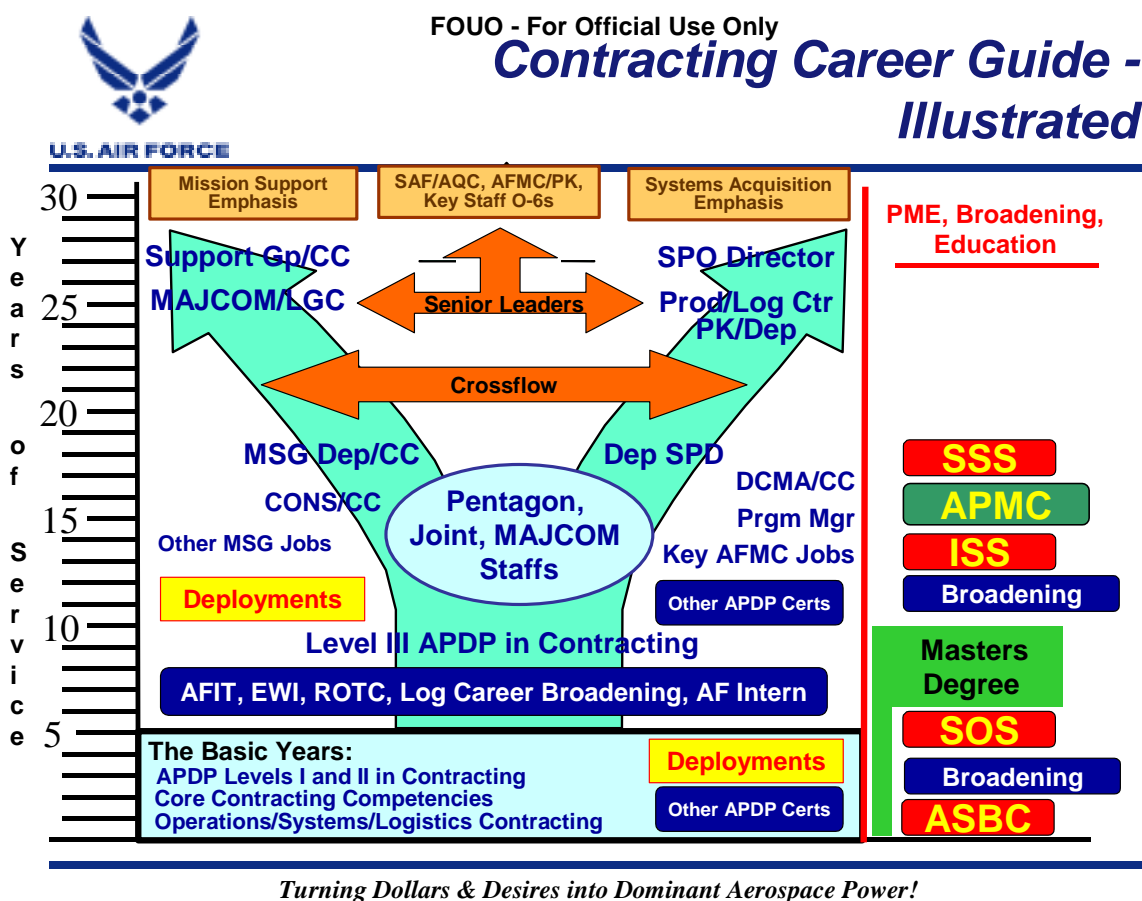 FOUO - For Official Use Only
Contracting Career Guide -
Illustrated
U.S. AIR FORCE
Years of Service
30
25
20
15
10
5
Mission Support
Emphasis
SAF/AQC, AFMC/PK,
Key Staff O-6s
Systems Acquisition
Emphasis
PME, Broadening,
Education
Support Gp/CC
SPO Director
MAJCOM/LGC
Senior Leaders
Prod/Log Ctr
PK/Dep
Crossflow
MSG Dep/CC
Dep SPD
CONS/CC
DCMA/CC
Pentagon,
Joint, MAJCOM
Staffs
Prgm Mgr
Other MSG Jobs
Key AFMC Jobs
Deployments
Other APDP Certs
Level III APDP in Contracting
AFIT, EWI, ROTC, Log Career Broadening, AF Intern
The Basic Years:
APDP Levels I and II in Contracting
Core Contracting Competencies
Operations/Systems/Logistics Contracting
Deployments
Other APDP Certs
SSS
APMC
ISS
Broadening
Masters
Degree
SOS
Broadening
ASBC
Turning Dollars & Desires into Dominant Aerospace Power!